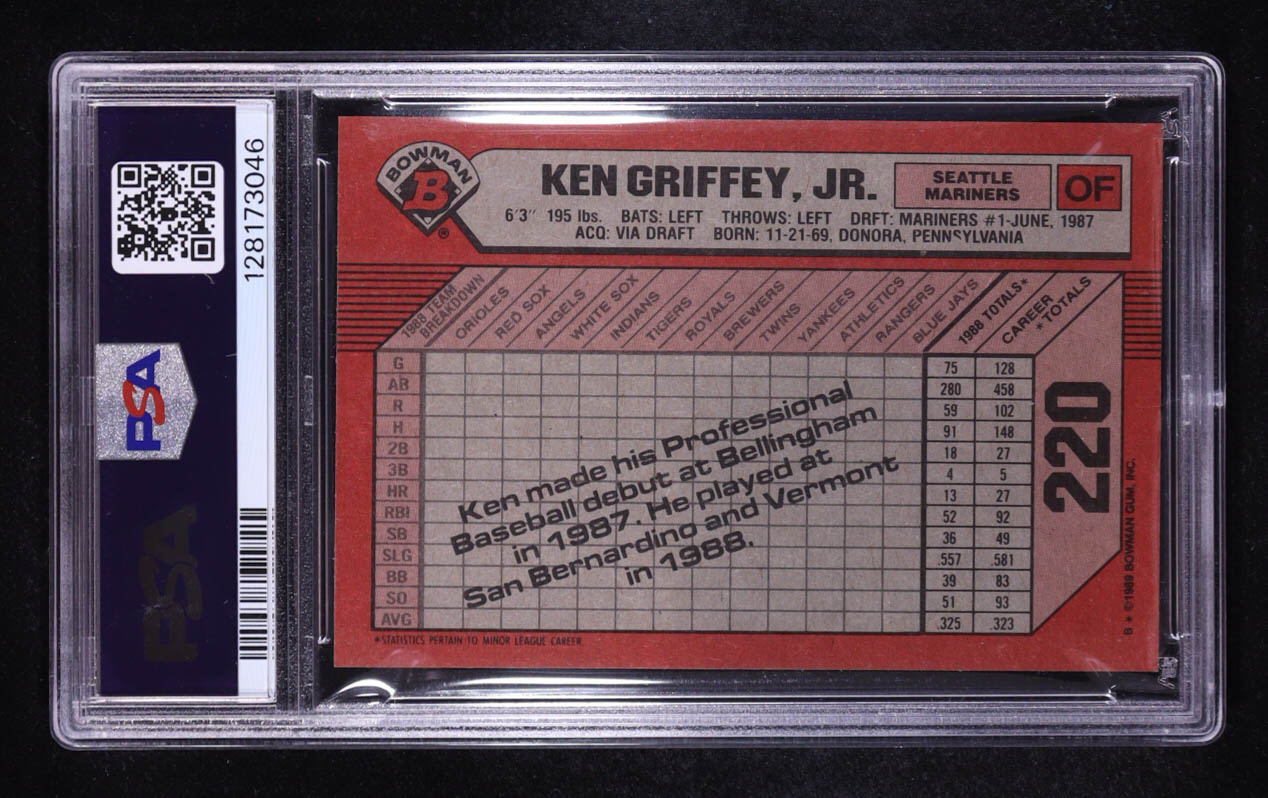 128173046
PSA
PSA
BOWMAN
B
®
KEN GRIFFEY, JR.
SEATTLE
MARINERS
OF
6'3" 195 lbs. BATS: LEFT THROWS: LEFT DRFT: MARINERS #1-JUNE, 1987
ACQ: VIA DRAFT BORN: 11-21-69, DONORA, PENNSYLVANIA
1988 TEAM
BREAKDOWN
ORIOLES
RED SOX
ANGELS
WHITE SOX
INDIANS
TIGERS
ROYALS
BREWERS
TWINS
YANKEES
ATHLETICS
RANGERS
BLUE JAYS
1988 TOTALS*
CAREER
*TOTALS
G 75 128
AB 280 458
R 59 102
H 91 148
2B 18 27
3B 4 5
HR 13 27
RBI 52 92
SB 36 49
SLG .557 .581
BB 39 83
SO 51 93
AVG .325 .323
Ken made his Professional
Baseball debut at Bellingham
in 1987. He played at
San Bernardino and Vermont
in 1988.
220
*STATISTICS PERTAIN TO MINOR LEAGUE CAREER
B * ©1989 BOWMAN GUM, INC.